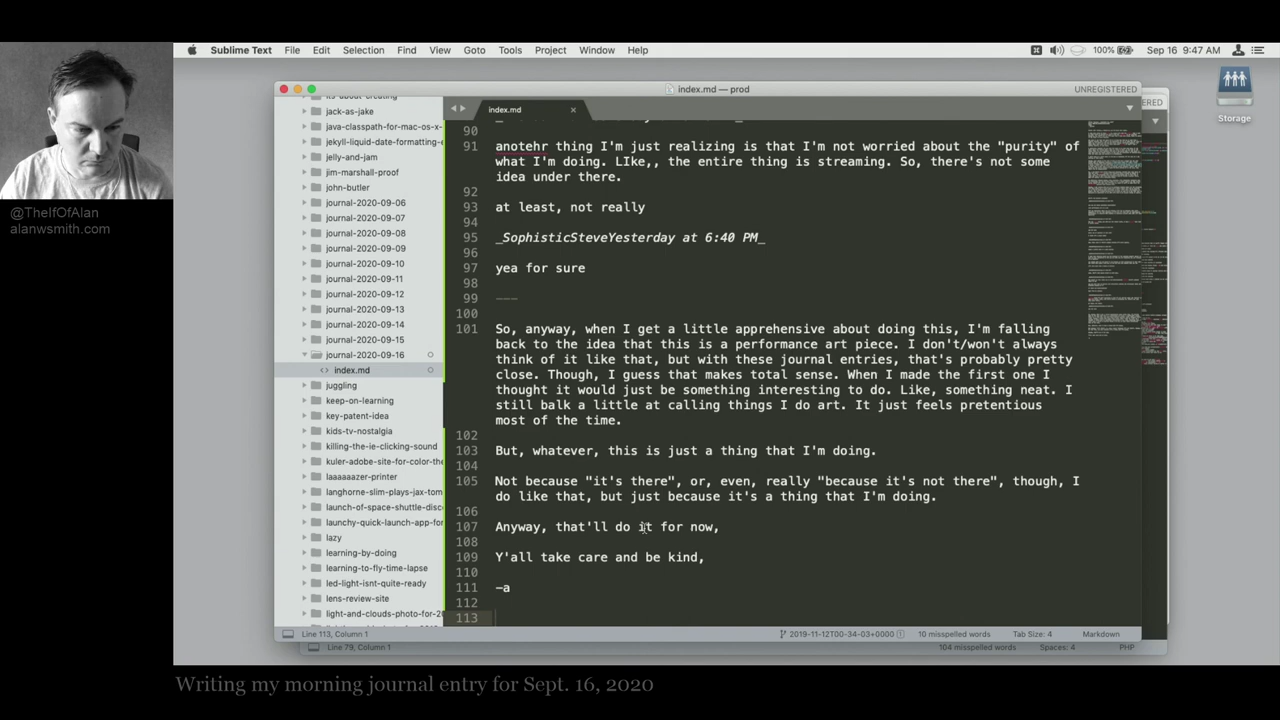 Sublime Text File Edit Selection Find View Goto Tools Project Window Help 100% Sep 16 9:47 AM
index.md — prod UNREGISTERED
ERED
Storage
@TheIfOfAlan
alanwsmith.com
its-about-creating
jack-as-jake
java-classpath-for-mac-os-x-
jekyll-liquid-date-formatting-
jelly-and-jam
jim-marshall-proof
john-butler
journal-2020-09-06
journal-2020-09-07
journal-2020-09-08
journal-2020-09-09
journal-2020-09-10
journal-2020-09-11
journal-2020-09-12
journal-2020-09-13
journal-2020-09-14
journal-2020-09-15
journal-2020-09-16
<> index.md
juggling
keep-on-learning
key-patent-idea
kids-tv-nostalgia
killing-the-ie-clicking-sound
kuler-adobe-site-for-color-the
laaaaaazer-printer
langhorne-slim-plays-jax-tom
launch-of-space-shuttle-disc
launchy-quick-launch-app-for
lazy
learning-by-doing
learning-to-fly-time-lapse
led-light-isnt-quite-ready
lens-review-site
light-and-clouds-photo-for-20
index.md
90
91 anotehr thing I'm just realizing is that I'm not worried about the "purity" of
what I'm doing. LIke,, the entire thing is streaming. So, there's not some
idea under there.
92
93 at least, not really
94
95 _SophisticSteveYesterday at 6:40 PM_
96
97 yea for sure
98
99 ---
100
101 So, anyway, when I get a little apprehensive about doing this, I'm falling
back to the idea that this is a performance art piece. I don't/won't always
think of it like that, but with these journal entries, that's probably pretty
close. Though, I guess that makes total sense. When I made the first one I
thought it would just be something interesting to do. Like, something neat. I
still balk a little at calling things I do art. It just feels pretentious
most of the time.
102
103 But, whatever, this is just a thing that I'm doing.
104
105 Not because "it's there", or, even, really "because it's not there", though, I
do like that, but just because it's a thing that I'm doing.
106
107 Anyway, that'll do it for now,
108
109 Y'all take care and be kind,
110
111 -a
112
113
Line 113, Column 1 2019-11-12T00-34-03+0000 1 10 misspelled words Tab Size: 4 Markdown
Line 79, Column 1 104 misspelled words Spaces: 4 PHP
Writing my morning journal entry for Sept. 16, 2020